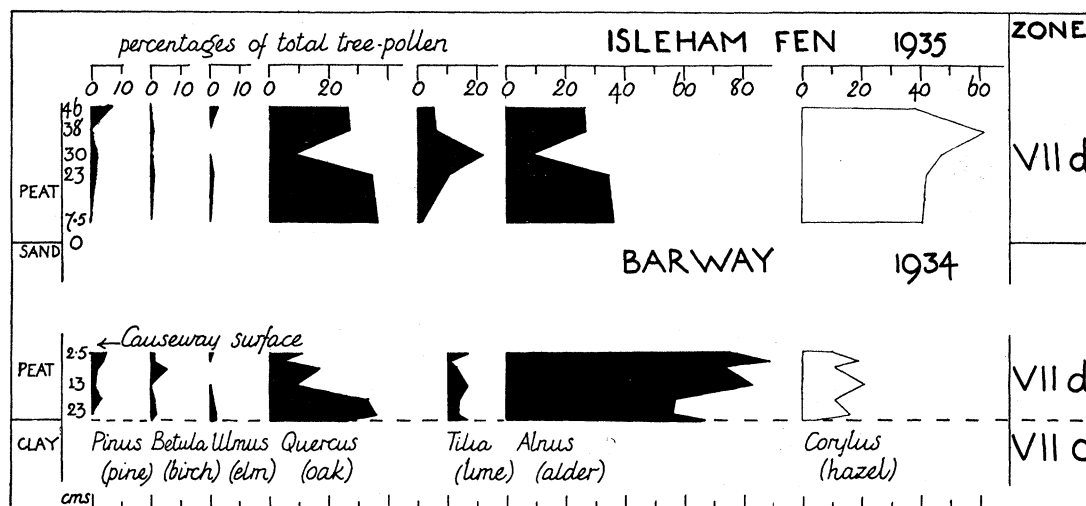 percentages of total tree-pollen ISLEHAM FEN 1935 ZONE
0 10 0 10 0 10 0 20 0 20 0 20 40 60 80 0 20 40 60
46
38
30
VII d
23
PEAT
7.5
0
SAND
BARWAY 1934
←Causeway surface
2.5
PEAT
13
VII d
23
CLAY
VII c
Pinus Betula Ulmus Quercus Tilia Alnus Corylus
(pine) (birch) (elm) (oak) (lime) (alder) (hazel)
cms